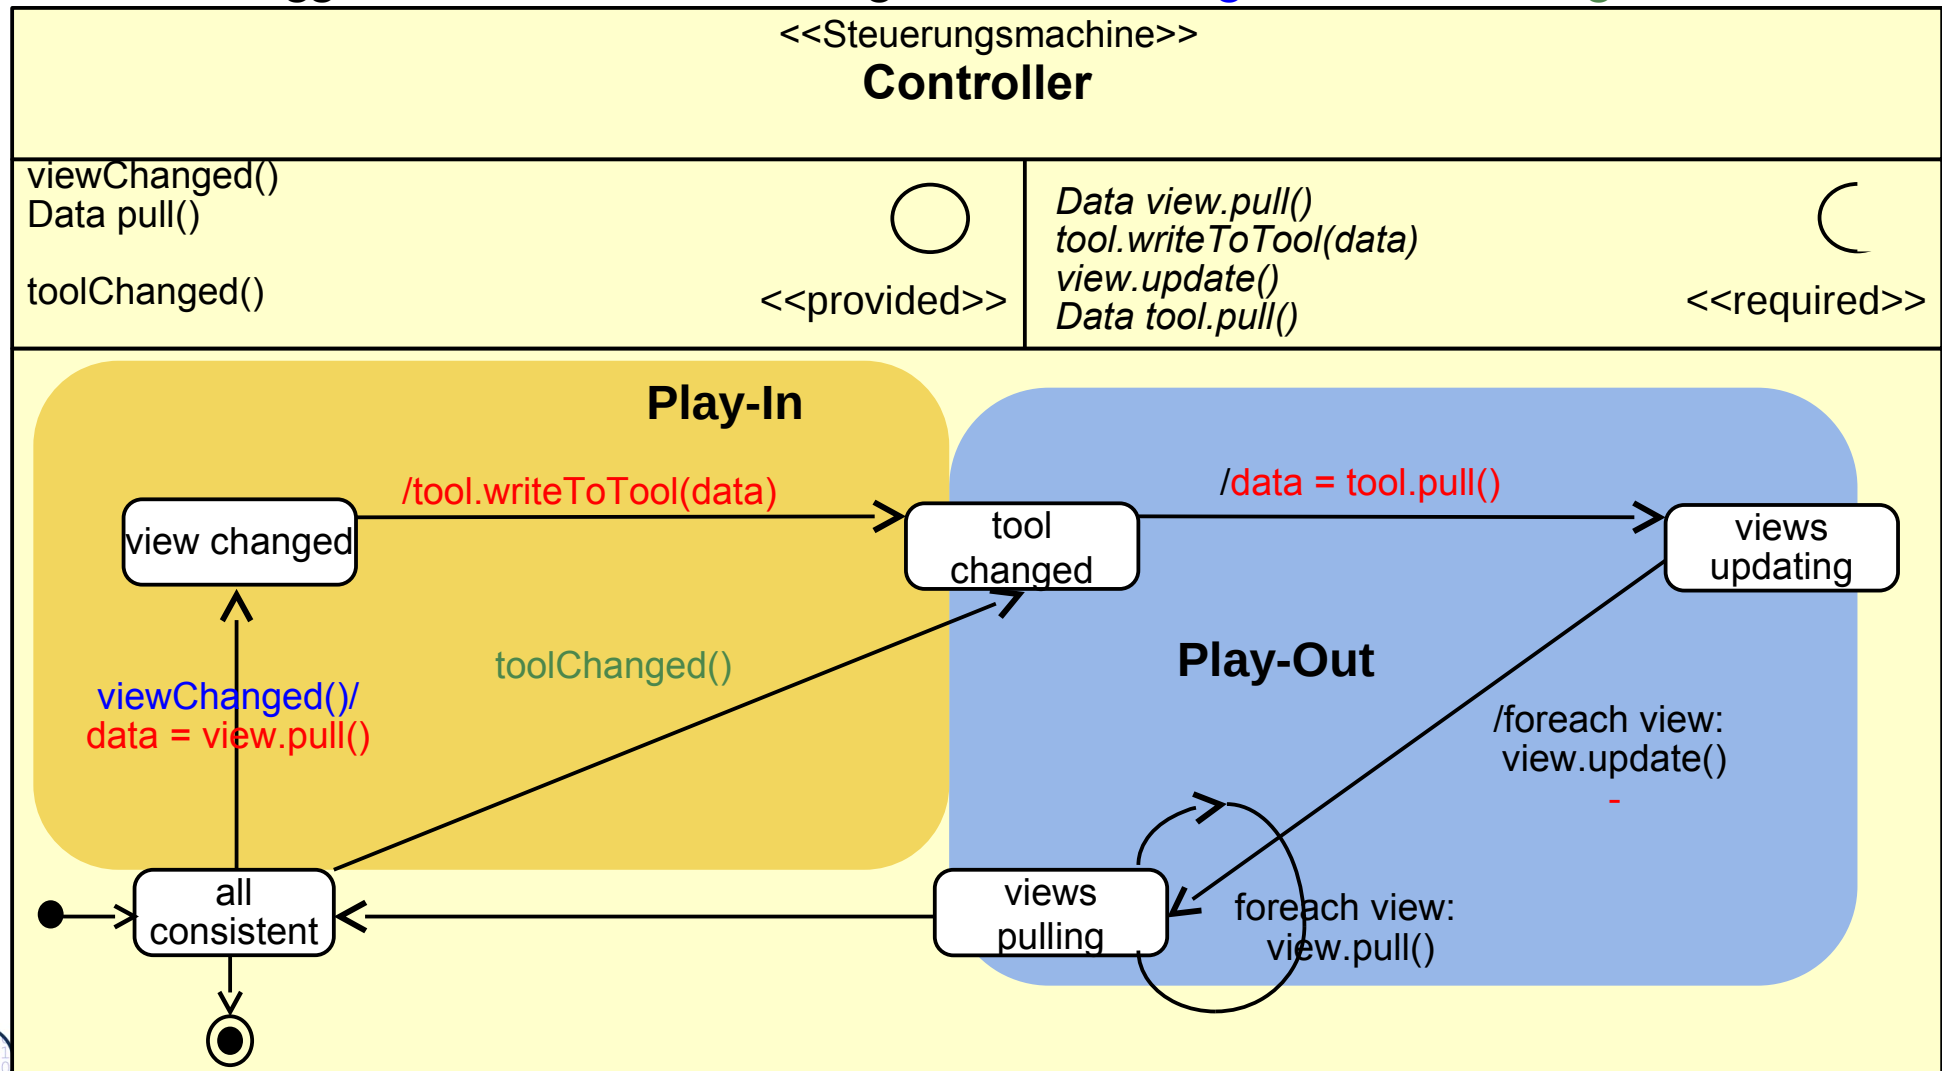 <<Steuerungsmachine>>
Controller
viewChanged()
Data pull()
toolChanged()
<<provided>>
Data view.pull()
tool.writeToTool(data)
view.update()
Data tool.pull()
<<required>>
Play-In
/tool.writeToTool(data)
/data = tool.pull()
view changed
tool
changed
views
updating
toolChanged()
Play-Out
viewChanged()/
data = view.pull()
/foreach view:
view.update()
-
all
consistent
views
pulling
foreach view:
view.pull()